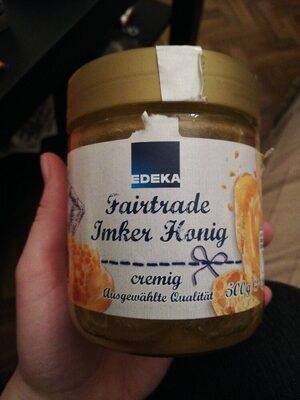 EDEKA
Fairtrade
Imker Honig
cremig
Ausgewählte Qualität
500g